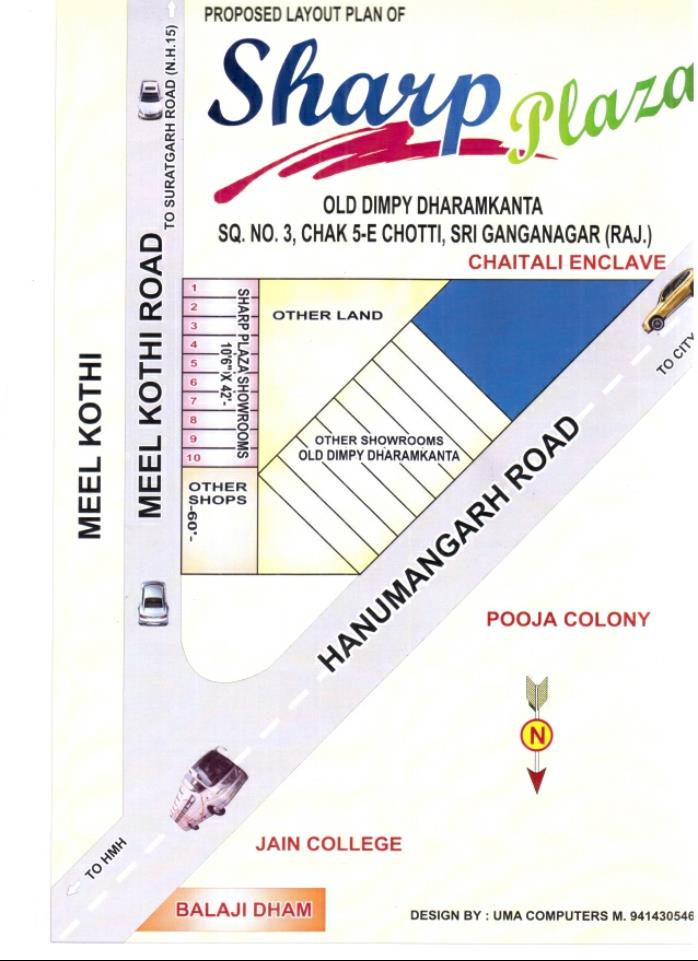 PROPOSED LAYOUT PLAN OF
Sharp Plaza
OLD DIMPY DHARAMKANTA
SQ. NO. 3, CHAK 5-E CHOTTI, SRI GANGANAGAR (RAJ.)
CHAITALI ENCLAVE
TO SURATGARH ROAD (N.H.15)
MEEL KOTHI ROAD
MEEL KOTHI
1
2
3
4
5
6
7
8
9
10
SHARP PLAZA SHOWROOMS
10'6" X 42'-
OTHER LAND
OTHER SHOWROOMS
OLD DIMPY DHARAMKANTA
OTHER
SHOPS
-60'-
TO CITY
HANUMANGARH ROAD
POOJA COLONY
N
JAIN COLLEGE
TO HMH
BALAJI DHAM
DESIGN BY : UMA COMPUTERS M. 941430546